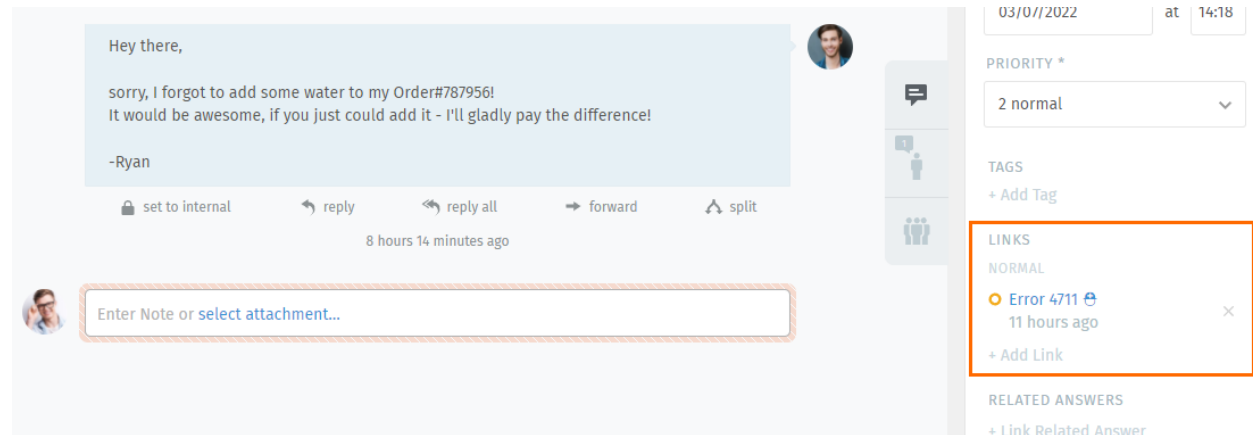 Hey there,
sorry, I forgot to add some water to my Order#787956!
It would be awesome, if you just could add it - I'll gladly pay the difference!
-Ryan
set to internal
reply
reply all
forward
split
8 hours 14 minutes ago
Enter Note or select attachment...
1
03/07/2022
at
14:18
PRIORITY *
2 normal
TAGS
+ Add Tag
LINKS
NORMAL
Error 4711
11 hours ago
+ Add Link
RELATED ANSWERS
+ Link Related Answer